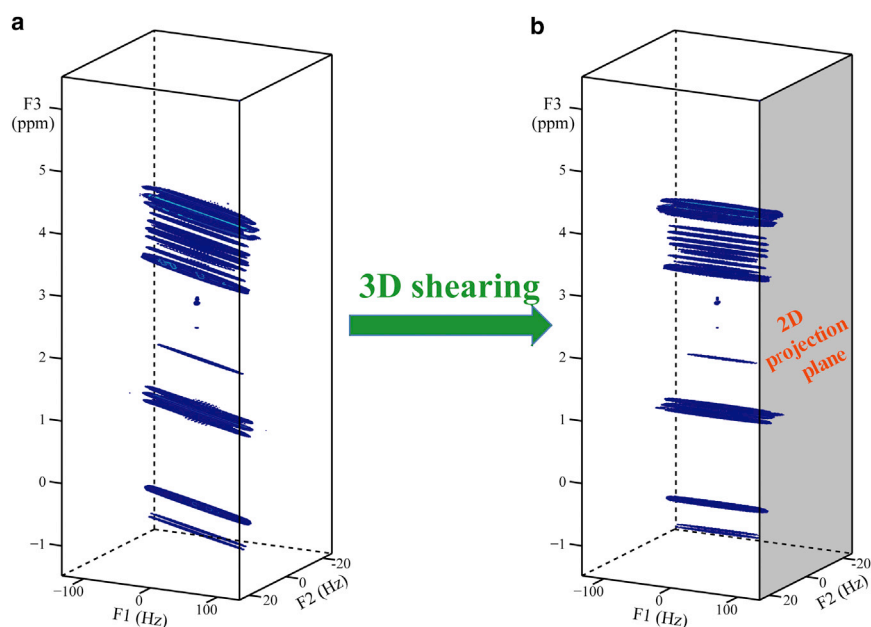 a
F3
(ppm)
5
4
3
2
1
0
−1
−100
0
100
F1 (Hz)
20
0
−20
F2 (Hz)
3D shearing
b
F3
(ppm)
5
4
3
2
1
0
−1
−100
0
100
F1 (Hz)
20
0
−20
F2 (Hz)
2D
projection
plane